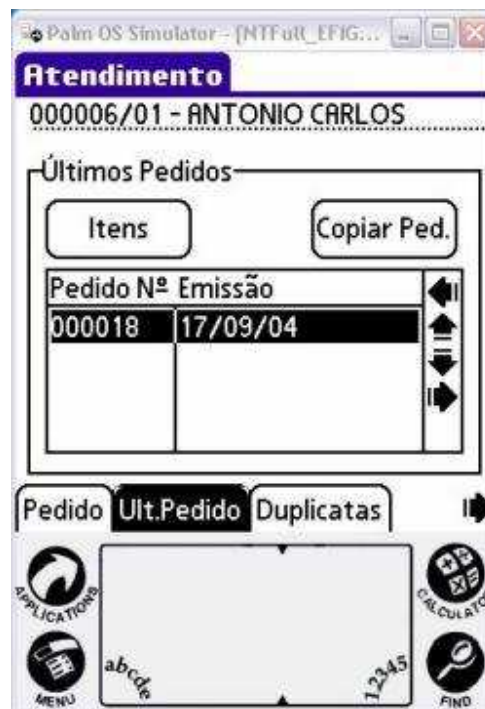 Palm OS Simulator - [NTFull_EFIG...
Atendimento
000006/01 - ANTONIO CARLOS
Últimos Pedidos
Itens Copiar Ped.
Pedido Nº Emissão
000018 17/09/04
Pedido Ult.Pedido Duplicatas
APPLICATIONS
CALCULATO
abcde
12345
MENU
FIND